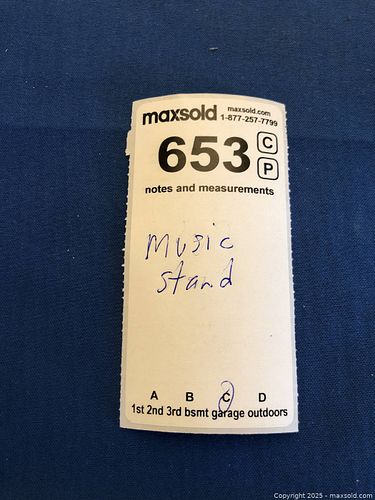 maxsold maxsold.com
1-877-257-7799
653 C
P
notes and measurements
Music
Stand
A B C D
1st 2nd 3rd bsmt garage outdoors
Copyright © 2025 - maxsold.com